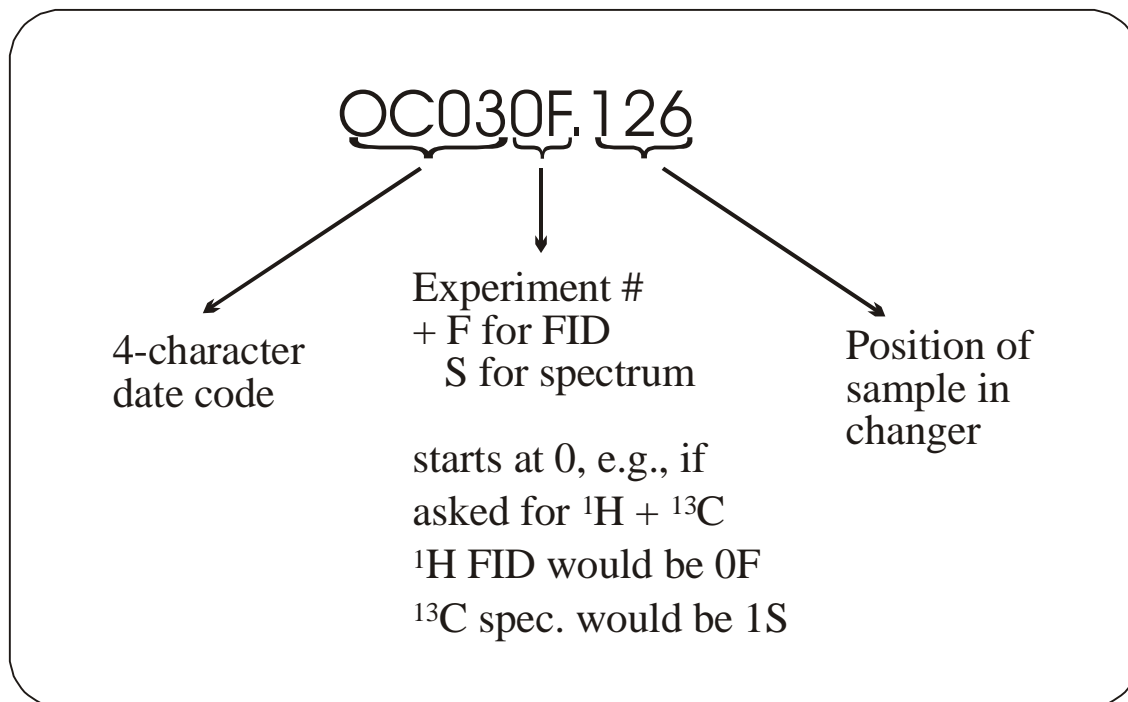 OC030F.126
4-character
date code
Experiment #
+ F for FID
S for spectrum
starts at 0, e.g., if
asked for ¹H + ¹³C
¹H FID would be 0F
¹³C spec. would be 1S
Position of
sample in
changer